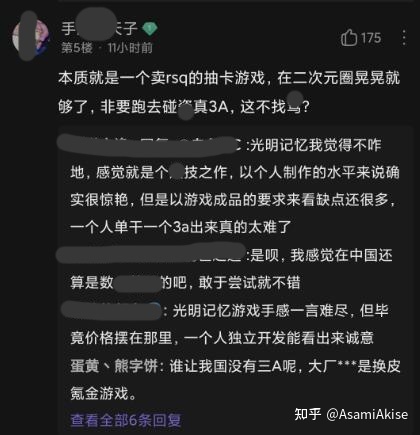 手 天子
第5楼 · 11小时前
175
本质就是一个卖rsq的抽卡游戏，在二次元圈晃晃就
够了，非要跑去碰瓷真3A，这不找 ？
:光明记忆我觉得不咋
地，感觉就是个 技之作，以个人制作的水平来说确
实很惊艳，但是以游戏成品的要求来看缺点还很多，
一个人单干一个3a出来真的太难了
:是呗，我感觉在中国还
算是数 的吧，敢于尝试就不错
: 光明记忆游戏手感一言难尽，但毕
竟价格摆在那里，一个人独立开发能看出来诚意
蛋黄丶熊字饼: 谁让我国没有三A呢，大厂***是换皮
氪金游戏。
查看全部6条回复
知乎 @AsamiAkise